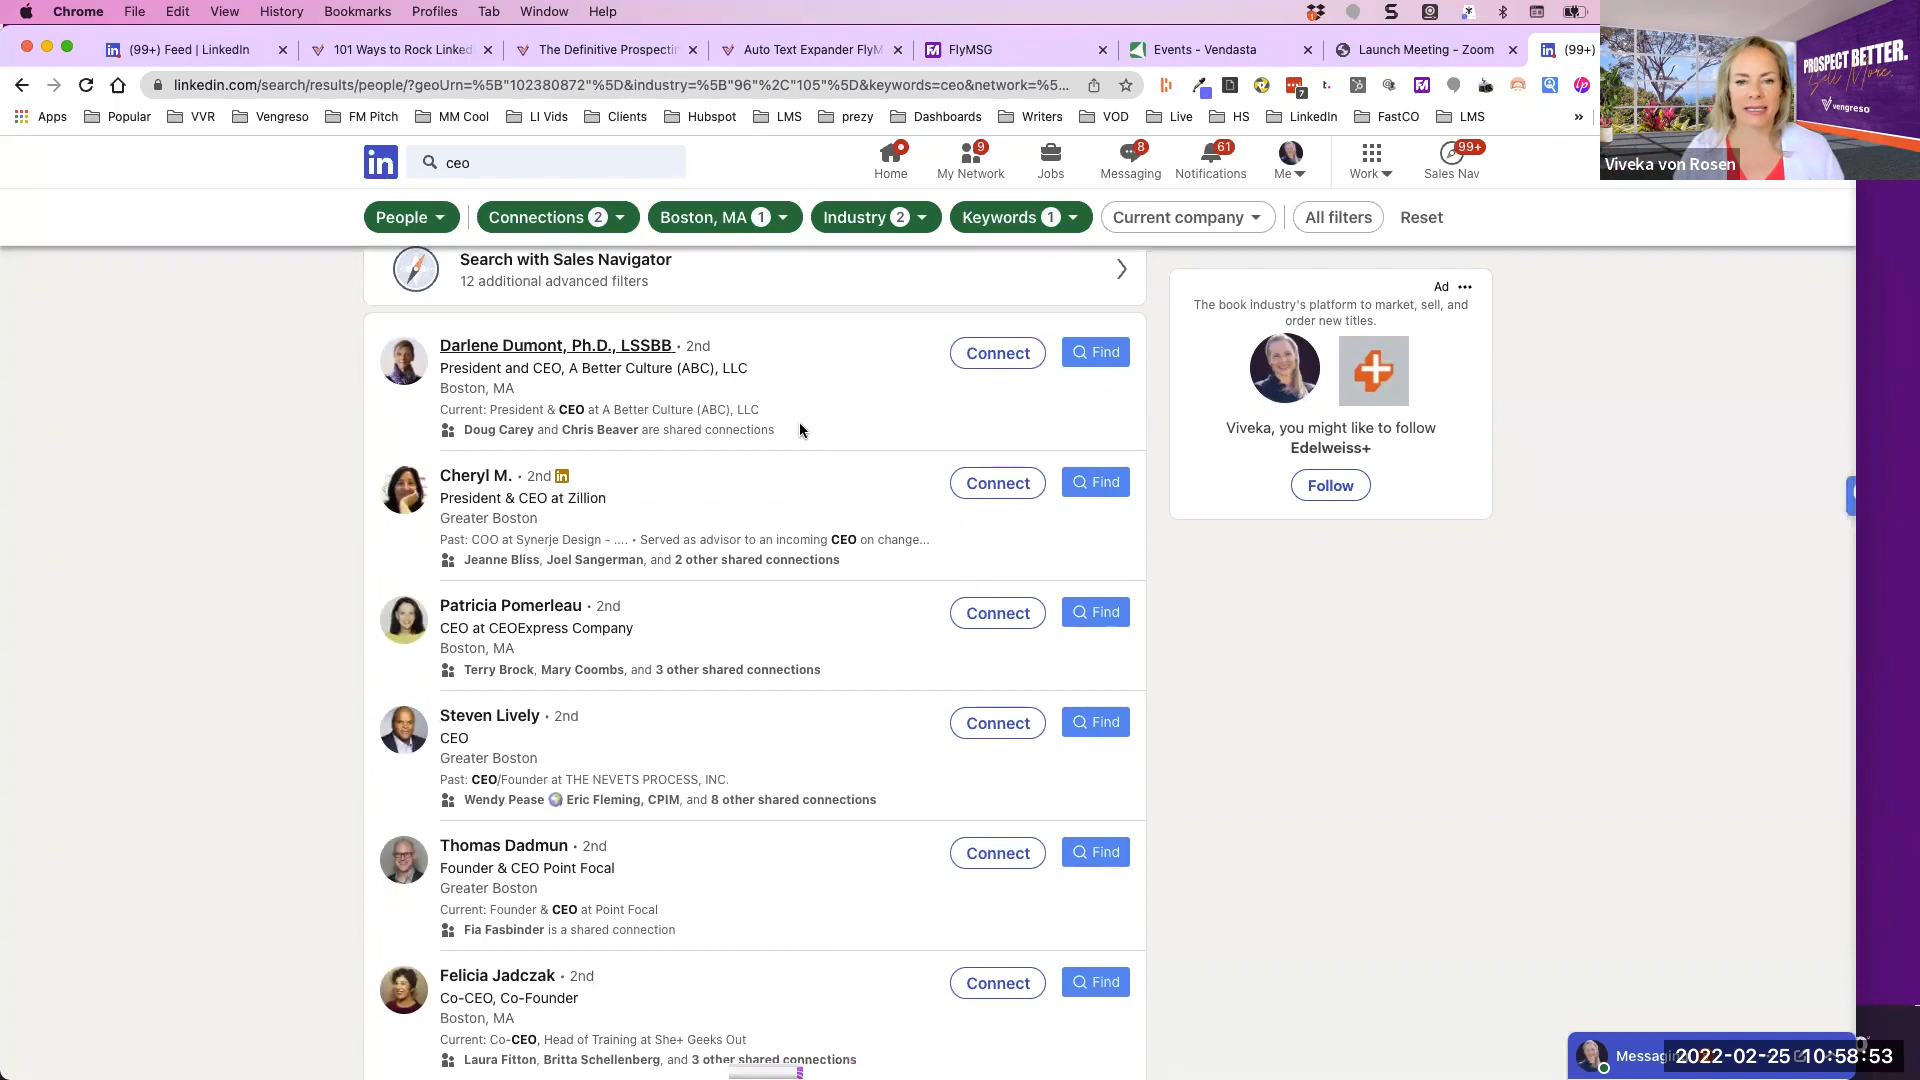 Chrome File Edit View History Bookmarks Profiles Tab Window Help
(99+) Feed | LinkedIn
101 Ways to Rock Linked
The Definitive Prospecti
Auto Text Expander FlyM
FlyMSG
Events - Vendasta
Launch Meeting - Zoom
(99+)
linkedin.com/search/results/people/?geoUrn=%5B"102380872"%5D&industry=%5B"96"%2C"105"%5D&keywords=ceo&network=%5...
Apps Popular VVR Vengreso FM Pitch MM Cool LI Vids Clients Hubspot LMS prezy Dashboards Writers VOD Live HS LinkedIn FastCO LMS »
PROSPECT BETTER.
Sell More.
vengreso
Viveka von Rosen
in
ceo
Home
9
My Network
Jobs
8
Messaging
61
Notifications
Me
Work
99+
Sales Nav
People
Connections 2
Boston, MA 1
Industry 2
Keywords 1
Current company
All filters
Reset
Search with Sales Navigator
12 additional advanced filters
Darlene Dumont, Ph.D., LSSBB • 2nd
President and CEO, A Better Culture (ABC), LLC
Boston, MA
Current: President & CEO at A Better Culture (ABC), LLC
Doug Carey and Chris Beaver are shared connections
Connect
Find
Cheryl M. • 2nd in
President & CEO at Zillion
Greater Boston
Past: COO at Synerje Design - .... • Served as advisor to an incoming CEO on change...
Jeanne Bliss, Joel Sangerman, and 2 other shared connections
Connect
Find
Patricia Pomerleau • 2nd
CEO at CEOExpress Company
Boston, MA
Terry Brock, Mary Coombs, and 3 other shared connections
Connect
Find
Steven Lively • 2nd
CEO
Greater Boston
Past: CEO/Founder at THE NEVETS PROCESS, INC.
Wendy Pease Eric Fleming, CPIM, and 8 other shared connections
Connect
Find
Thomas Dadmun • 2nd
Founder & CEO Point Focal
Greater Boston
Current: Founder & CEO at Point Focal
Fia Fasbinder is a shared connection
Connect
Find
Felicia Jadczak • 2nd
Co-CEO, Co-Founder
Boston, MA
Current: Co-CEO, Head of Training at She+ Geeks Out
Laura Fitton, Britta Schellenberg, and 3 other shared connections
Connect
Find
Ad •••
The book industry's platform to market, sell, and
order new titles.
Viveka, you might like to follow
Edelweiss+
Follow
Messaging
2022-02-25 10:58:53